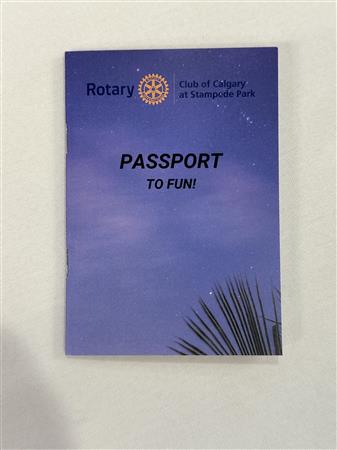 Rotary
Club of Calgary
at Stampede Park
PASSPORT
TO FUN!